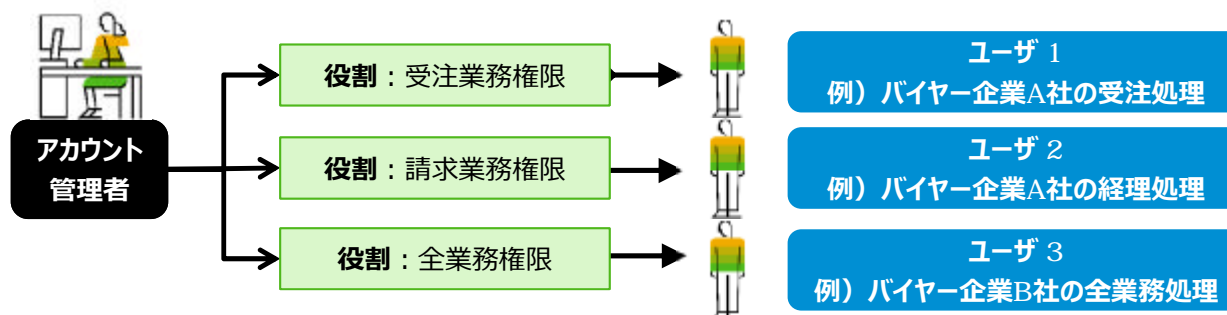 アカウント
管理者
役割：受注業務権限
ユーザ 1
例）バイヤー企業A社の受注処理
役割：請求業務権限
ユーザ 2
例）バイヤー企業A社の経理処理
役割：全業務権限
ユーザ 3
例）バイヤー企業B社の全業務処理